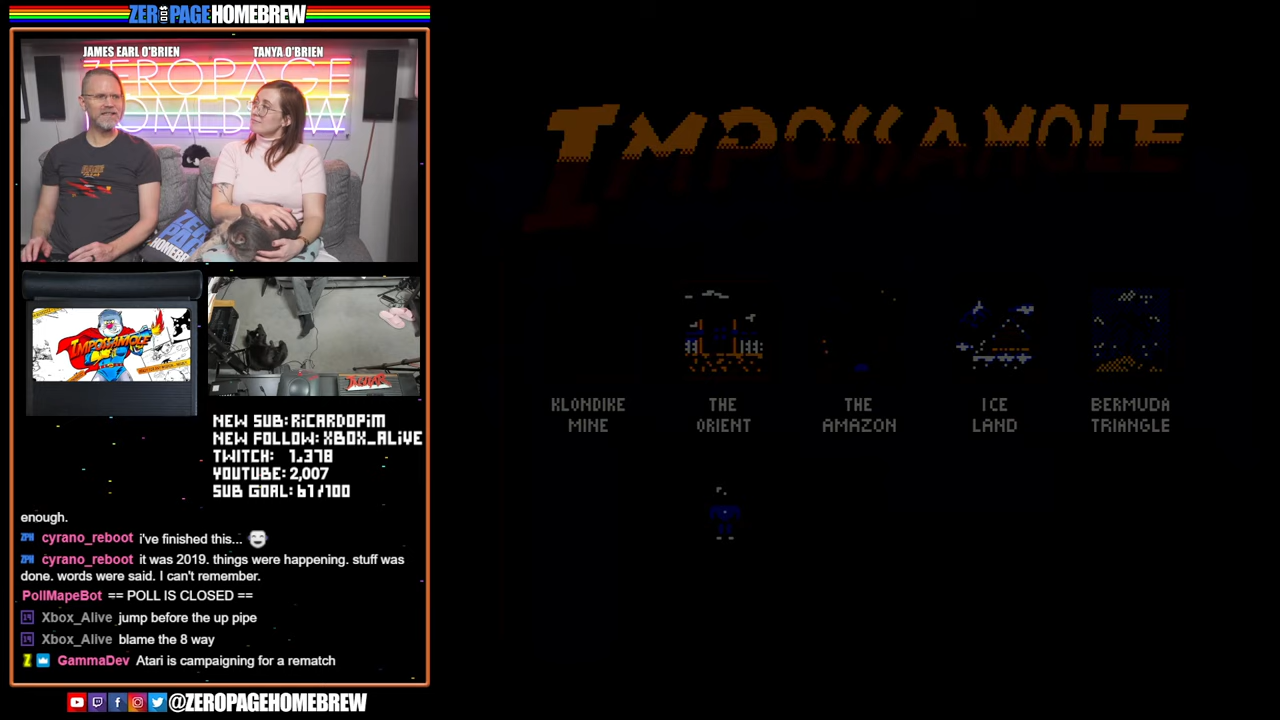 ZEROPAGE HOMEBREW
JAMES EARL O'BRIEN
TANYA O'BRIEN
ZEROPAGE
HOMEBREW
IMPOSSAMOLE
KLONDIKE
MINE
THE
ORIENT
THE
AMAZON
ICE
LAND
BERMUDA
TRIANGLE
IMPOSSAMOLE
NEW SUB: RICARDOPIM
NEW FOLLOW: XBOX_ALIVE
TWITCH: 1,378
YOUTUBE: 2,007
SUB GOAL: 67/100
enough.
cyrano_reboot i've finished this...
cyrano_reboot it was 2019. things were happening. stuff was
done. words were said. I can't remember.
PollMapeBot == POLL IS CLOSED ==
Xbox_Alive jump before the up pipe
Xbox_Alive blame the 8 way
GammaDev Atari is campaigning for a rematch
@ZEROPAGEHOMEBREW